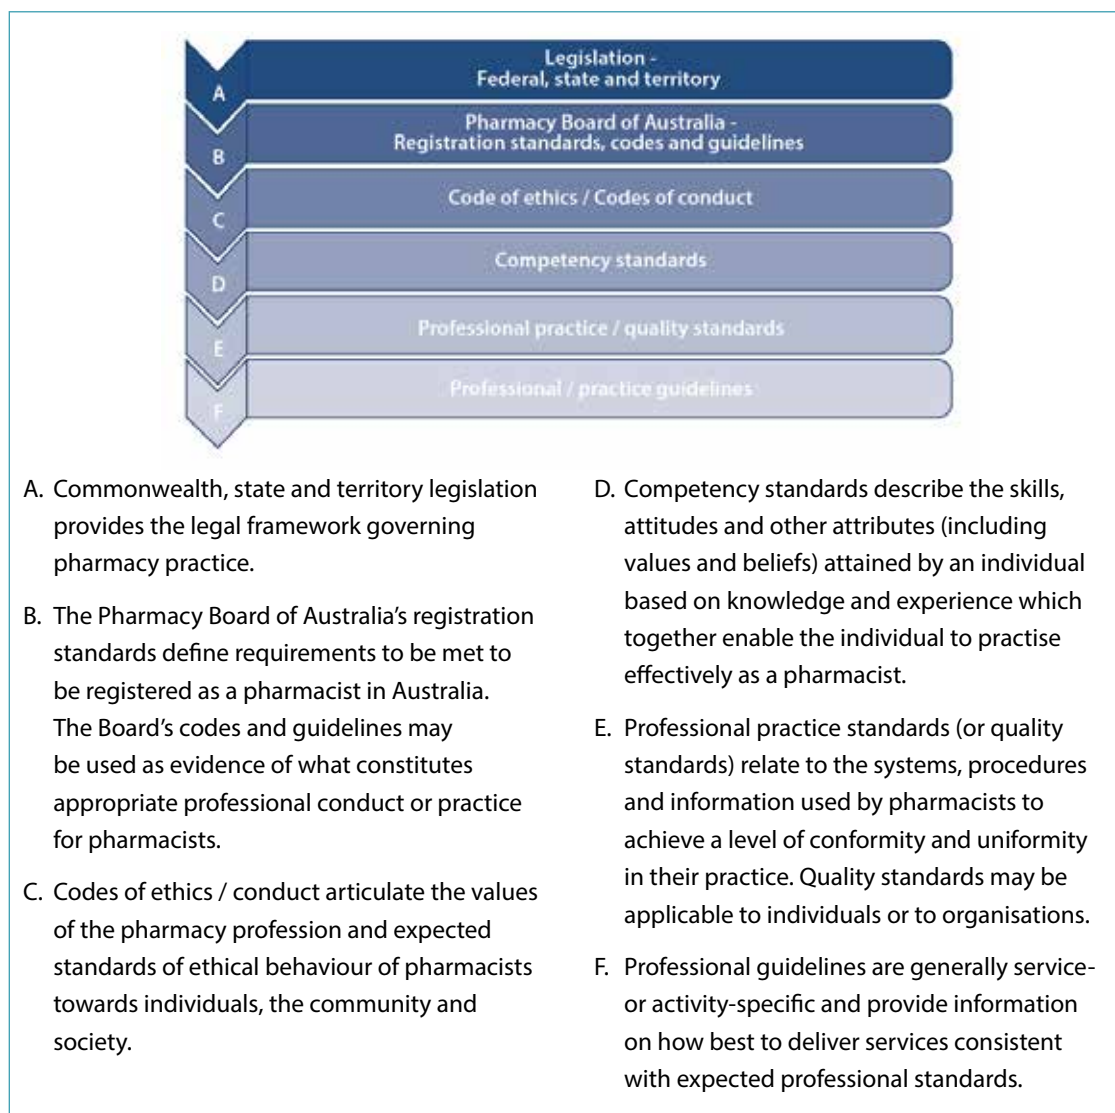 A
Legislation -
Federal, state and territory
B
Pharmacy Board of Australia -
Registration standards, codes and guidelines
C
Code of ethics / Codes of conduct
D
Competency standards
E
Professional practice / quality standards
F
Professional / practice guidelines
A. Commonwealth, state and territory legislation
provides the legal framework governing
pharmacy practice.
B. The Pharmacy Board of Australia’s registration
standards define requirements to be met to
be registered as a pharmacist in Australia.
The Board’s codes and guidelines may
be used as evidence of what constitutes
appropriate professional conduct or practice
for pharmacists.
C. Codes of ethics / conduct articulate the values
of the pharmacy profession and expected
standards of ethical behaviour of pharmacists
towards individuals, the community and
society.
D. Competency standards describe the skills,
attitudes and other attributes (including
values and beliefs) attained by an individual
based on knowledge and experience which
together enable the individual to practise
effectively as a pharmacist.
E. Professional practice standards (or quality
standards) relate to the systems, procedures
and information used by pharmacists to
achieve a level of conformity and uniformity
in their practice. Quality standards may be
applicable to individuals or to organisations.
F. Professional guidelines are generally service-
or activity-specific and provide information
on how best to deliver services consistent
with expected professional standards.